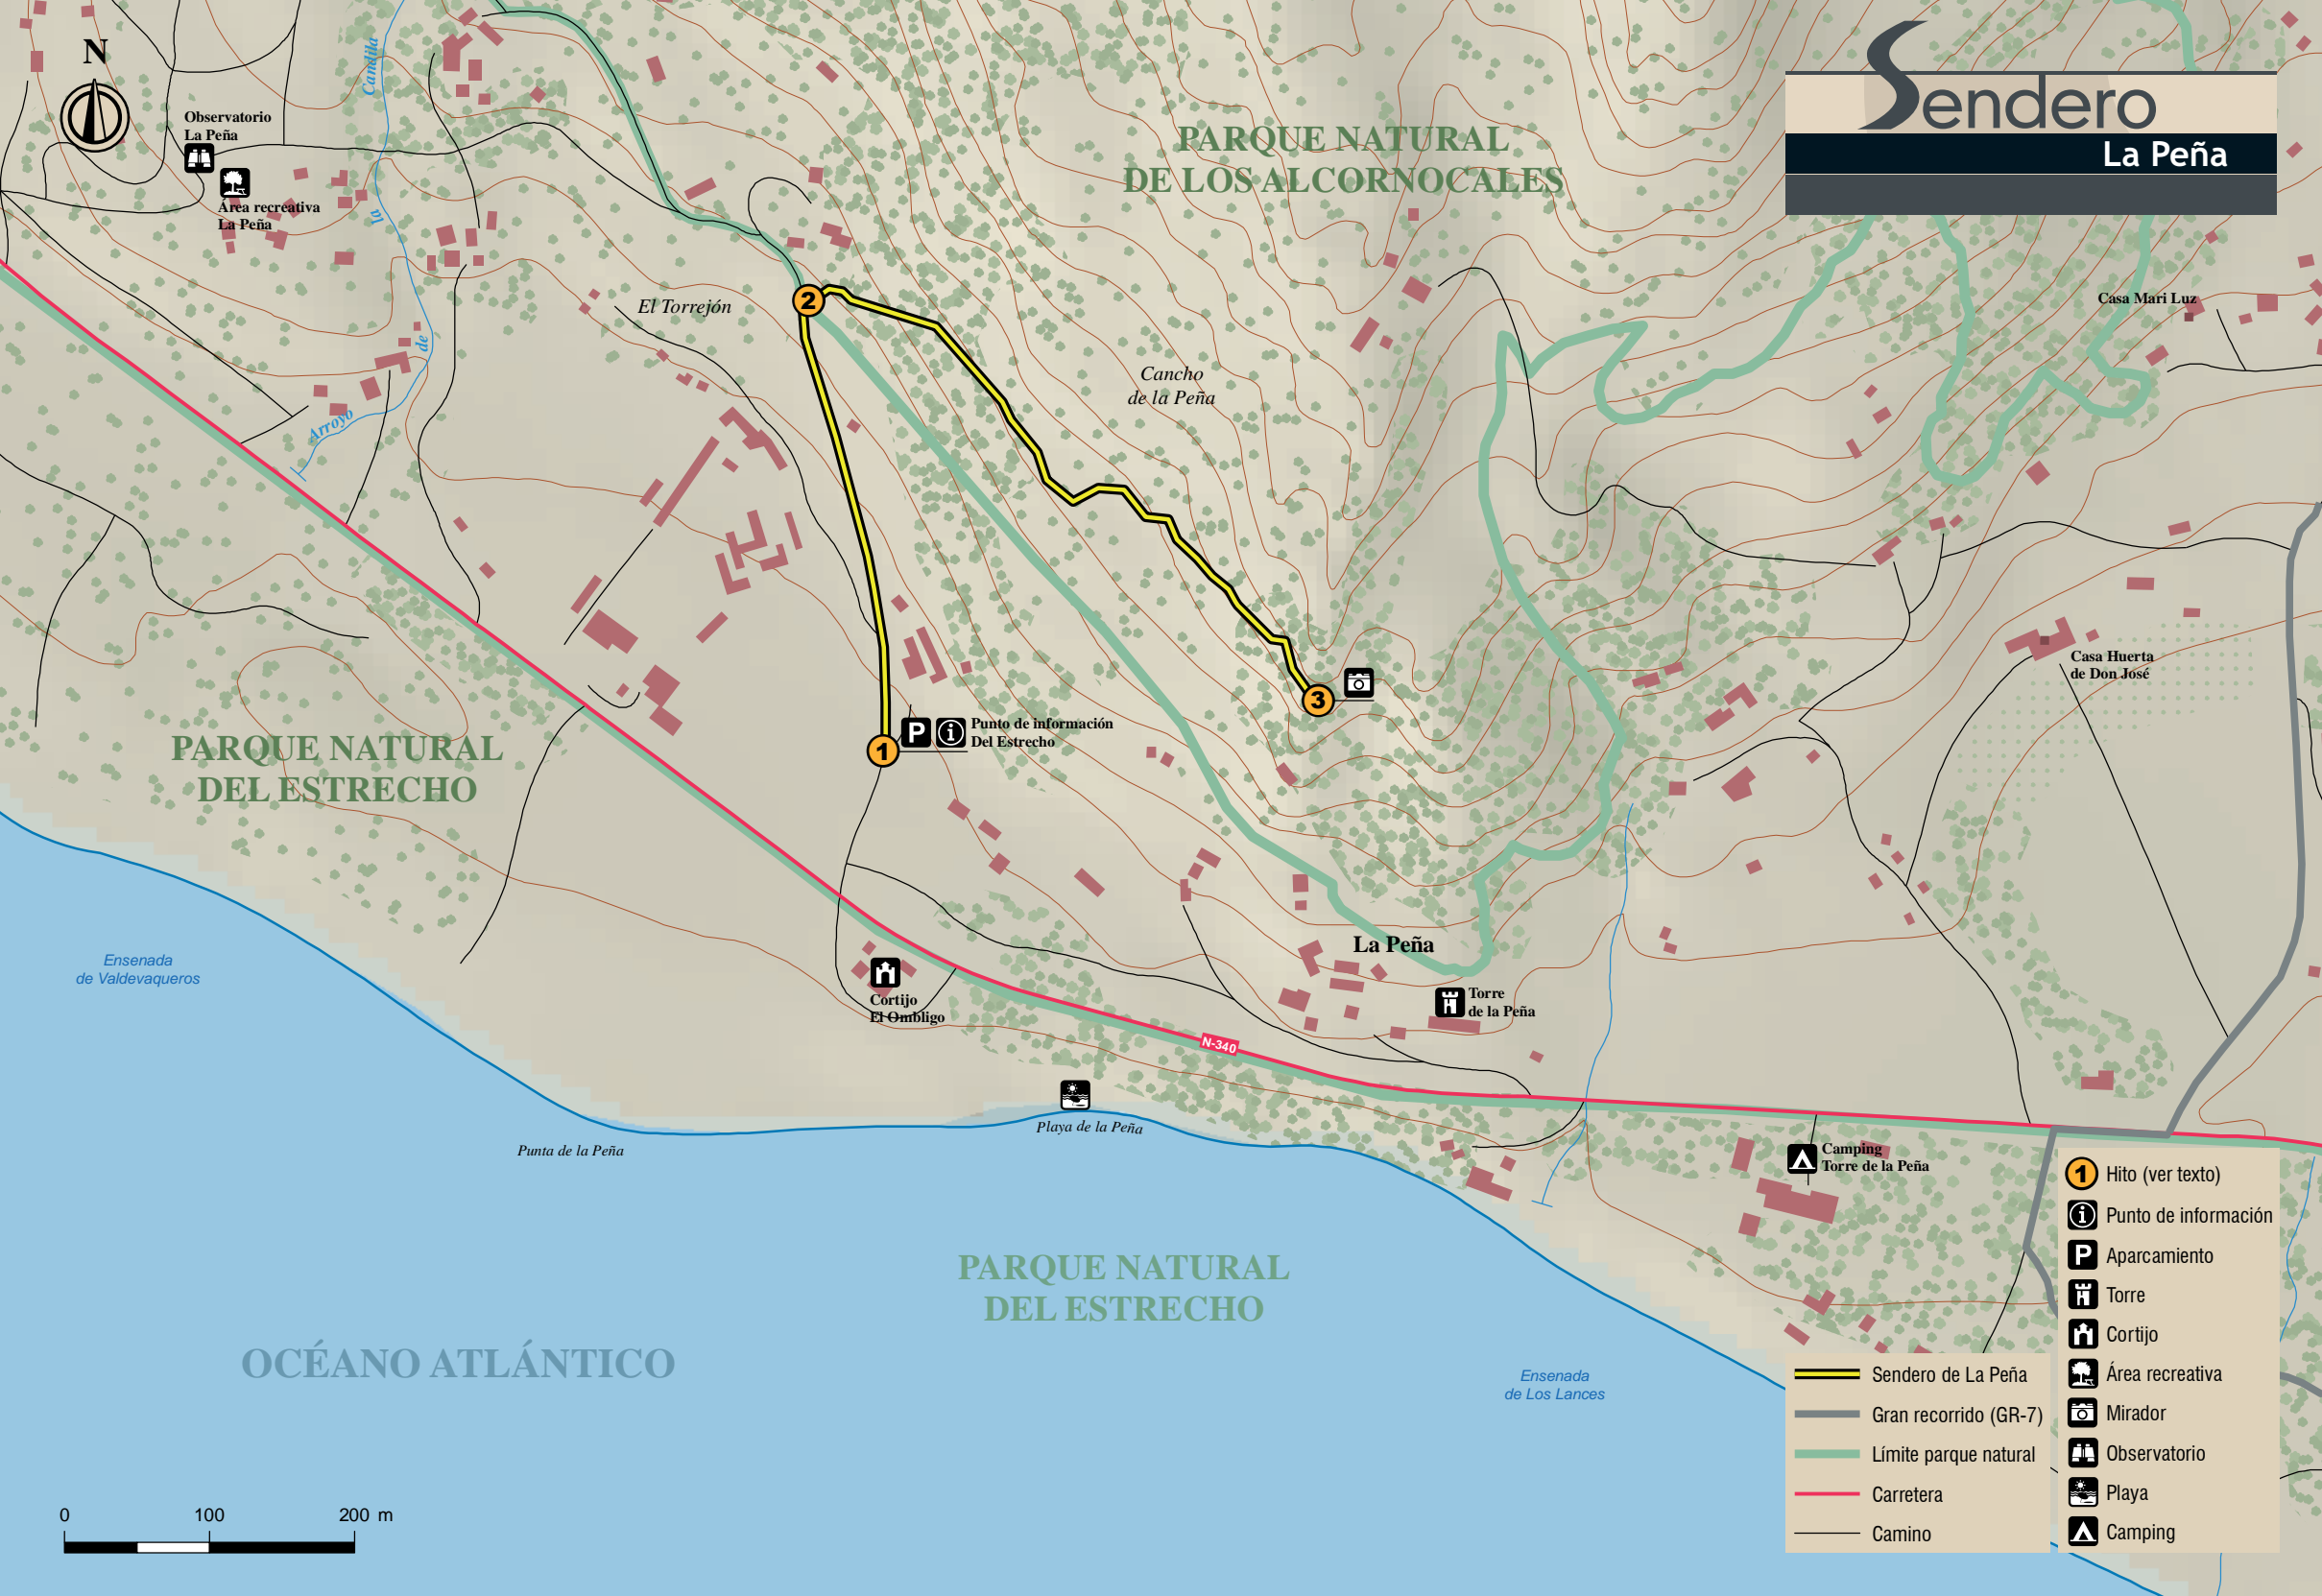 N
Sendero
La Peña
Candila
la
de
Arroyo
Observatorio
La Peña
Área recreativa
La Peña
PARQUE NATURAL
DE LOS ALCORNOCALES
El Torrejón
2
Cancho
de la Peña
Casa Mari Luz
Casa Huerta
de Don José
3
1
P
Punto de información
Del Estrecho
PARQUE NATURAL
DEL ESTRECHO
Ensenada
de Valdevaqueros
La Peña
Torre
de la Peña
Cortijo
El Ombligo
N-340
Playa de la Peña
Punta de la Peña
Camping
Torre de la Peña
PARQUE NATURAL
DEL ESTRECHO
OCÉANO ATLÁNTICO
Ensenada
de Los Lances
0 100 200 m
Sendero de La Peña
Gran recorrido (GR-7)
Límite parque natural
Carretera
Camino
1 Hito (ver texto)
Punto de información
P Aparcamiento
Torre
Cortijo
Área recreativa
Mirador
Observatorio
Playa
Camping